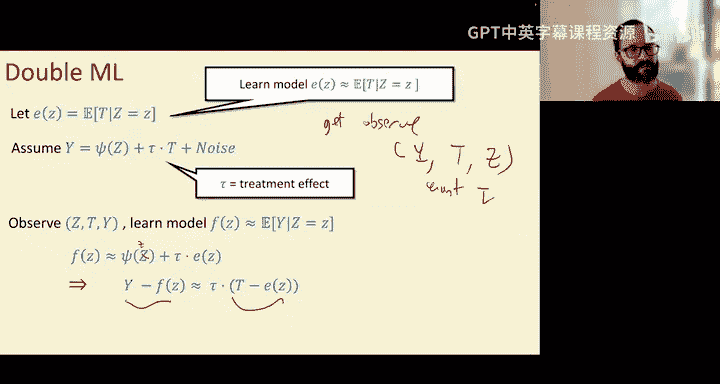 GPT中英字幕课程资源
Double ML
Learn model e(z) ≈ 𝔼[T|Z = z ]
Let e(z) = 𝔼[T|Z = z]
get observe
(Y, T, Z)
want τ
Assume Y = ψ(Z) + τ · T + Noise
τ = treatment effect
Observe (Z, T, Y) , learn model f(z) ≈ 𝔼[Y|Z = z]
z
f(z) ≈ ψ(Z) + τ · e(z)
⇒ Y − f(z) ≈ τ · (T − e(z))